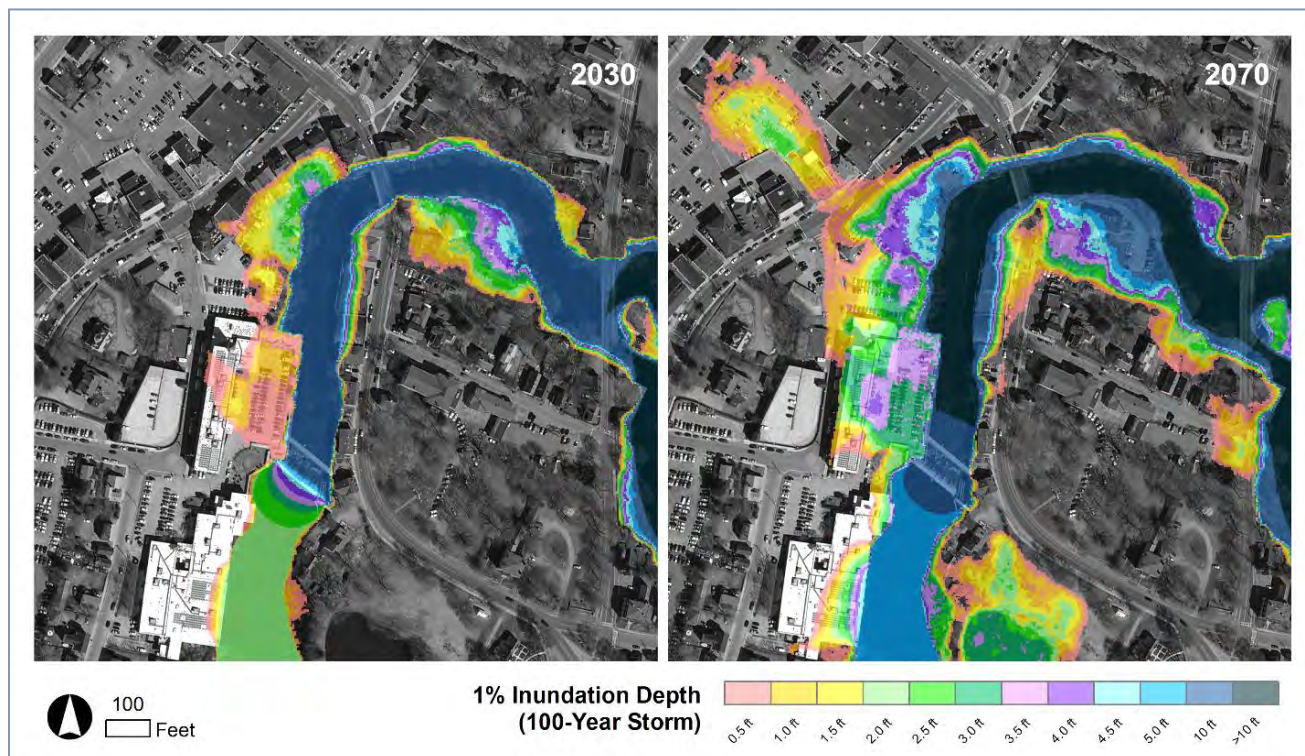 2030
2070
100
Feet
1% Inundation Depth
(100-Year Storm)
0.5 ft
1.0 ft
1.5 ft
2.0 ft
2.5 ft
3.0 ft
3.5 ft
4.0 ft
4.5 ft
5.0 ft
10 ft
>10 ft